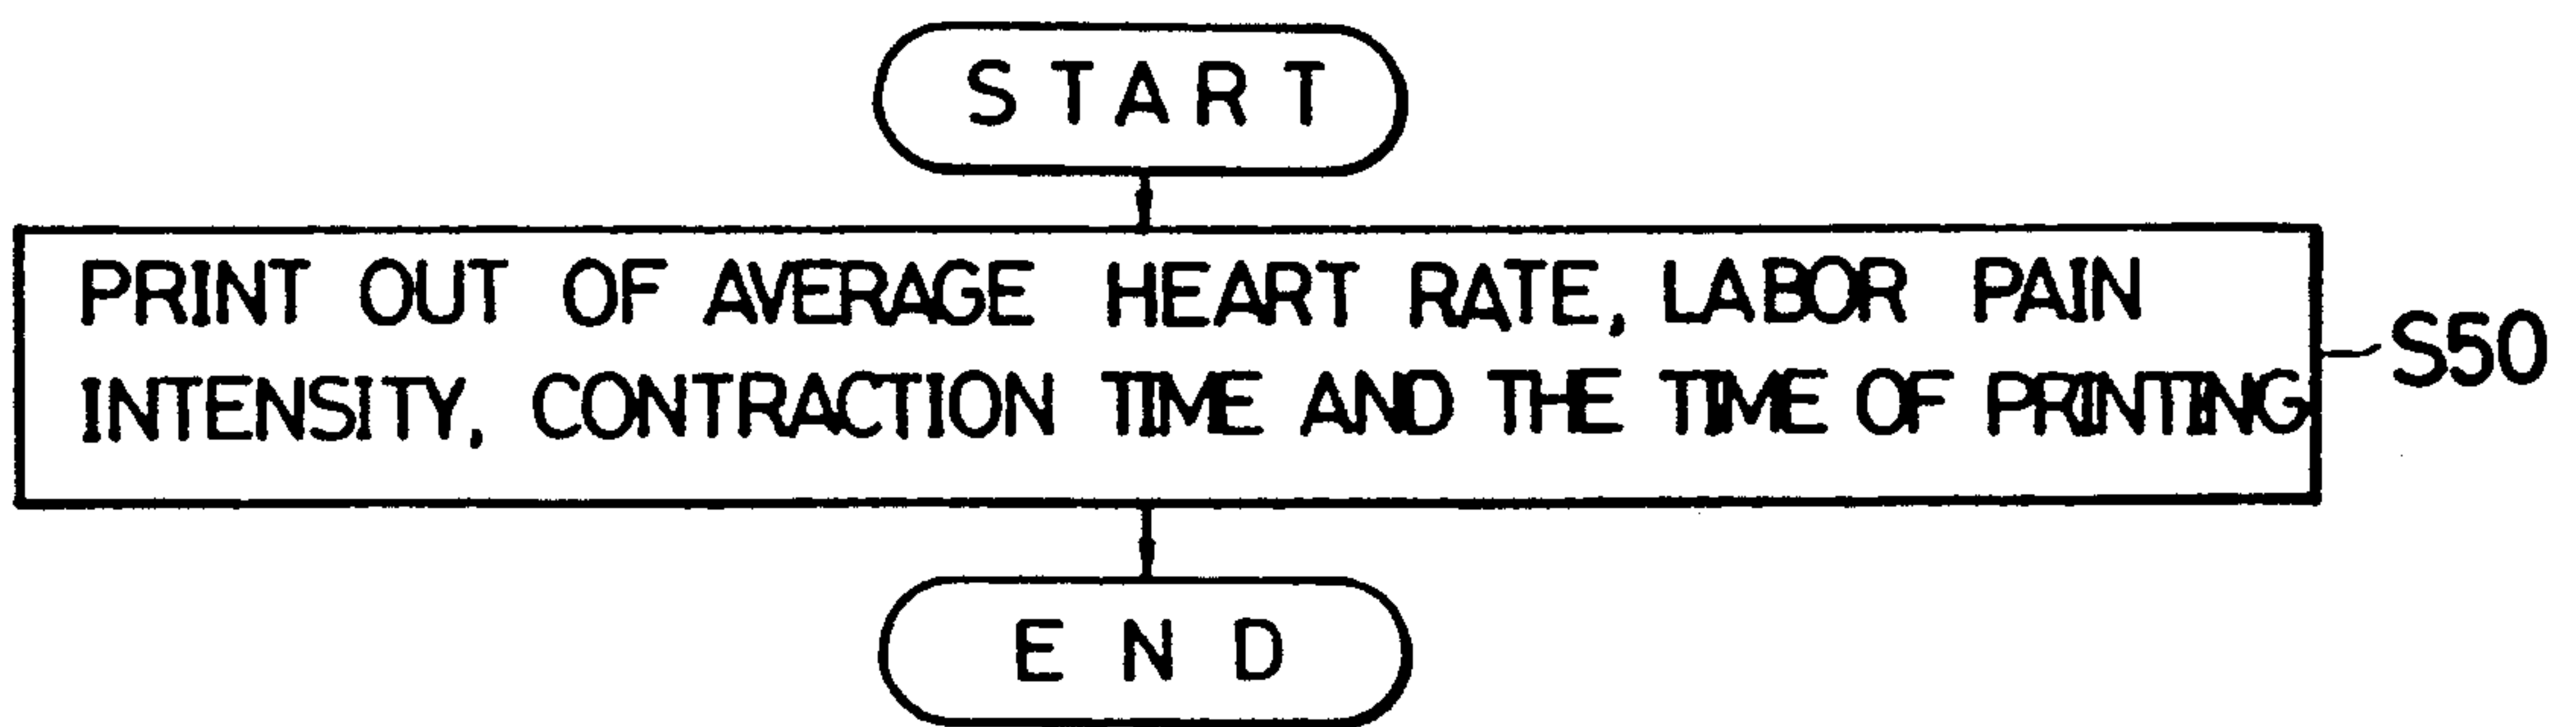 START
PRINT OUT OF AVERAGE HEART RATE, LABOR PAIN
INTENSITY, CONTRACTION TIME AND THE TIME OF PRINTING
S50
END